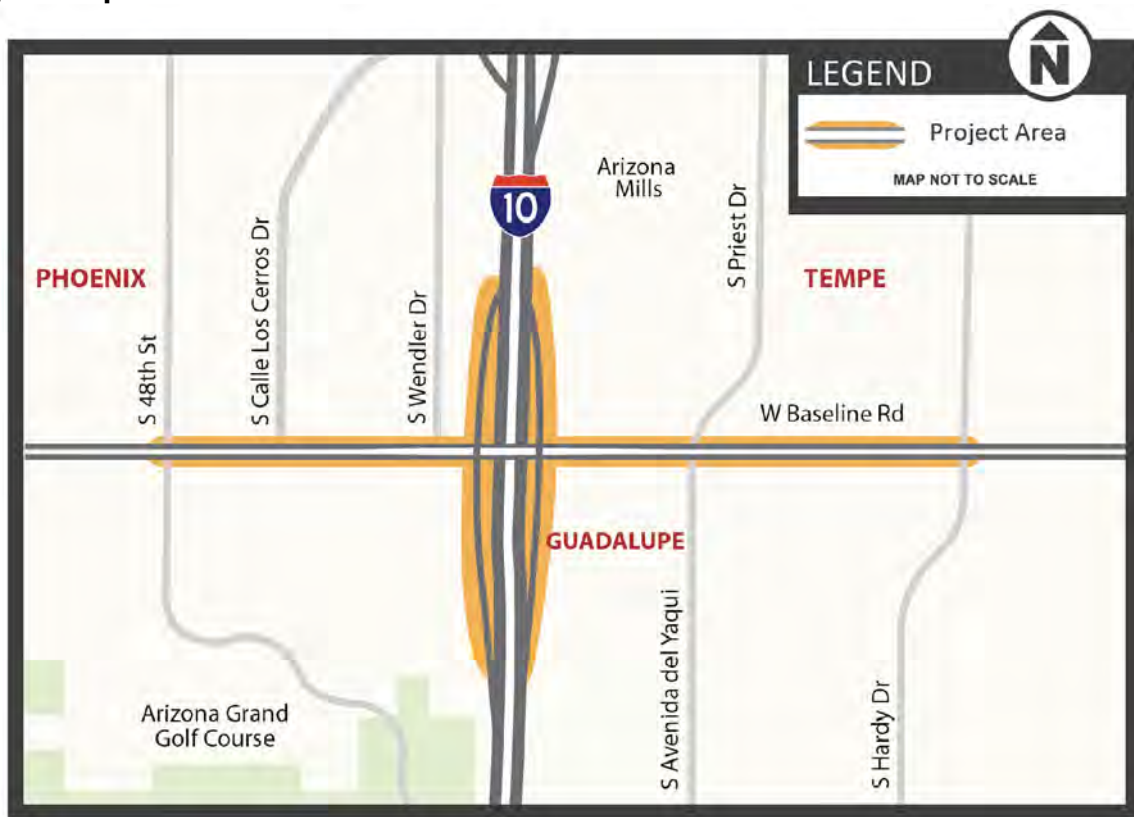 N
LEGEND
Project Area
MAP NOT TO SCALE
Arizona
Mills
10
S Priest Dr
PHOENIX
TEMPE
S Calle Los Cerros Dr
S Wendler Dr
S 48th St
W Baseline Rd
GUADALUPE
S Avenida del Yaqui
S Hardy Dr
Arizona Grand
Golf Course